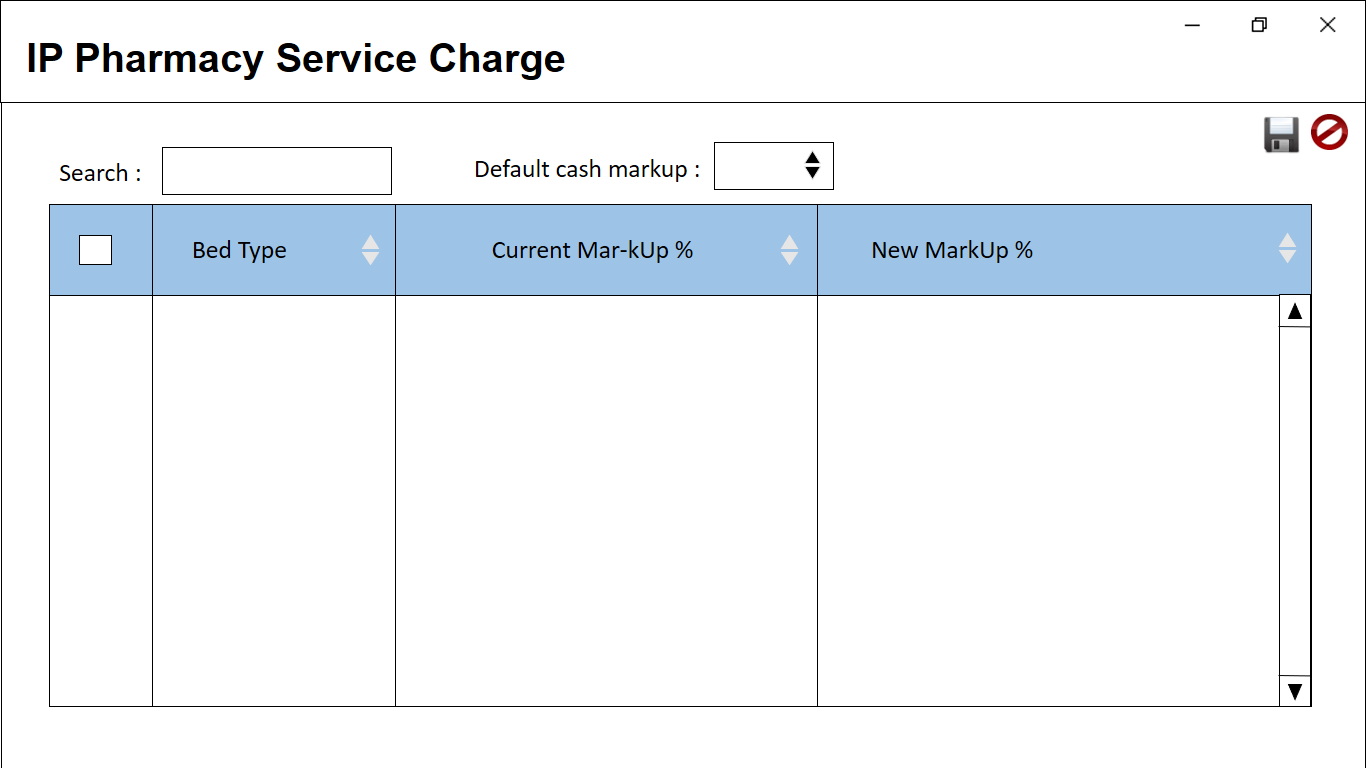 IP Pharmacy Service Charge
Search :
Default cash markup :
Bed Type
Current Mar-kUp %
New MarkUp %